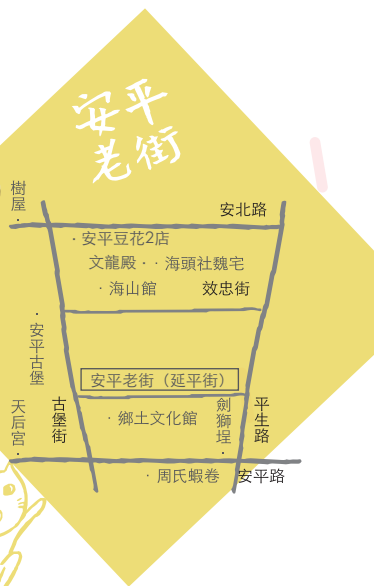 安平
老街
樹屋
安北路
安平豆花2店
文龍殿
海頭社魏宅
海山館
效忠街
安平古堡
安平老街（延平街）
天后宮
古堡街
鄉土文化館
劍獅埕
平生路
周氏蝦卷
安平路